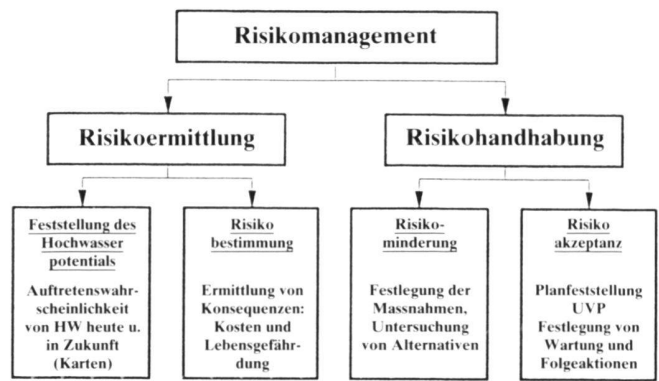 Risikomanagement
Risikoermittlung
Risikohandhabung
Feststellung des
Hochwasser
potentials
Auftretenswahr-
scheinlichkeit
von HW heute u.
in Zukunft
(Karten)
Risiko
bestimmung
Ermittlung von
Konsequenzen:
Kosten und
Lebensgefähr-
dung
Risiko-
minderung
Festlegung der
Massnahmen,
Untersuchung
von Alternativen
Risiko
akzeptanz
Planfeststellung
UVP
Festlegung von
Wartung und
Folgeaktionen